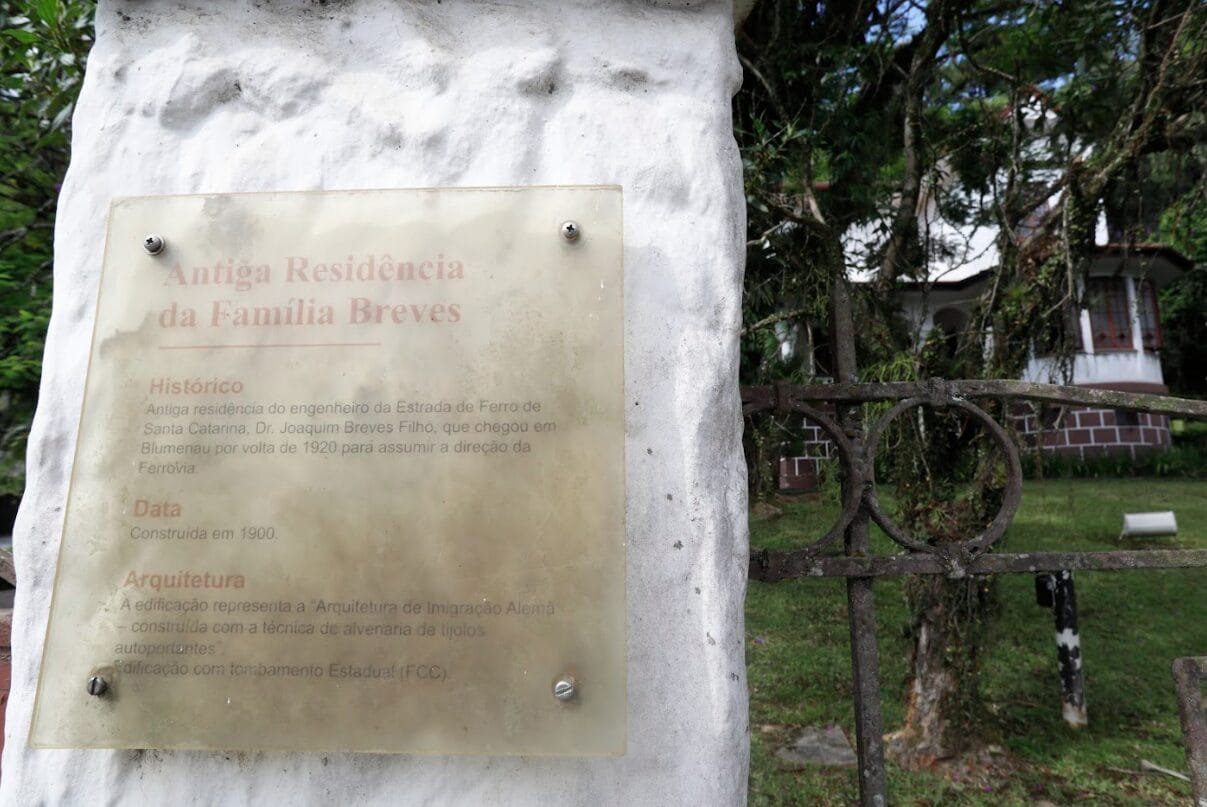 Antiga Residência
da Família Breves
Histórico
Antiga residência do engenheiro da Estrada de Ferro de
Santa Catarina, Dr. Joaquim Breves Filho, que chegou em
Blumenau por volta de 1920 para assumir a direção da
Ferrovia.
Data
Construída em 1900.
Arquitetura
A edificação representa a "Arquitetura de Imigração Alemã
– construída com a técnica de alvenaria de tijolos
autoportantes".
Edificação com tombamento Estadual (FCC).